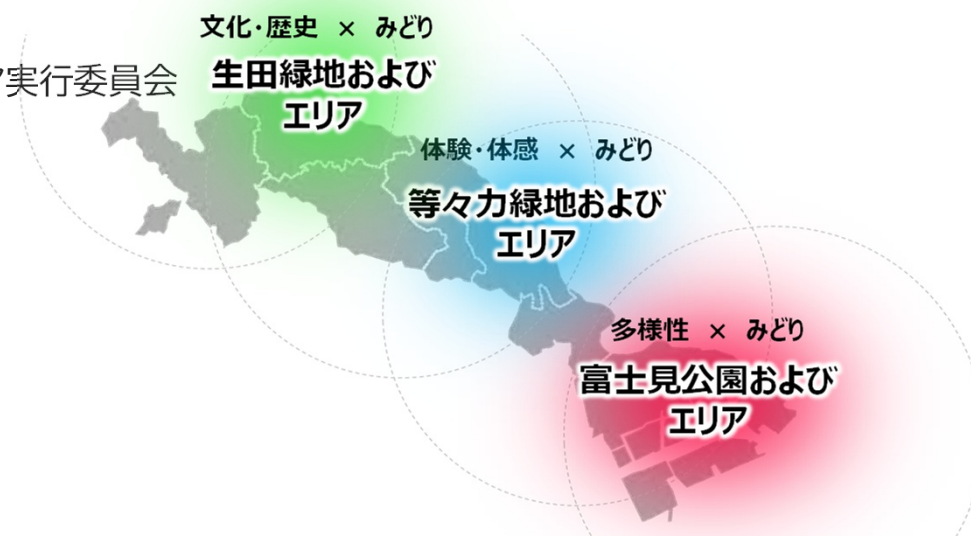 文化・歴史 × みどり
生田緑地および
エリア
実行委員会
体験・体感 × みどり
等々力緑地および
エリア
多様性 × みどり
富士見公園および
エリア